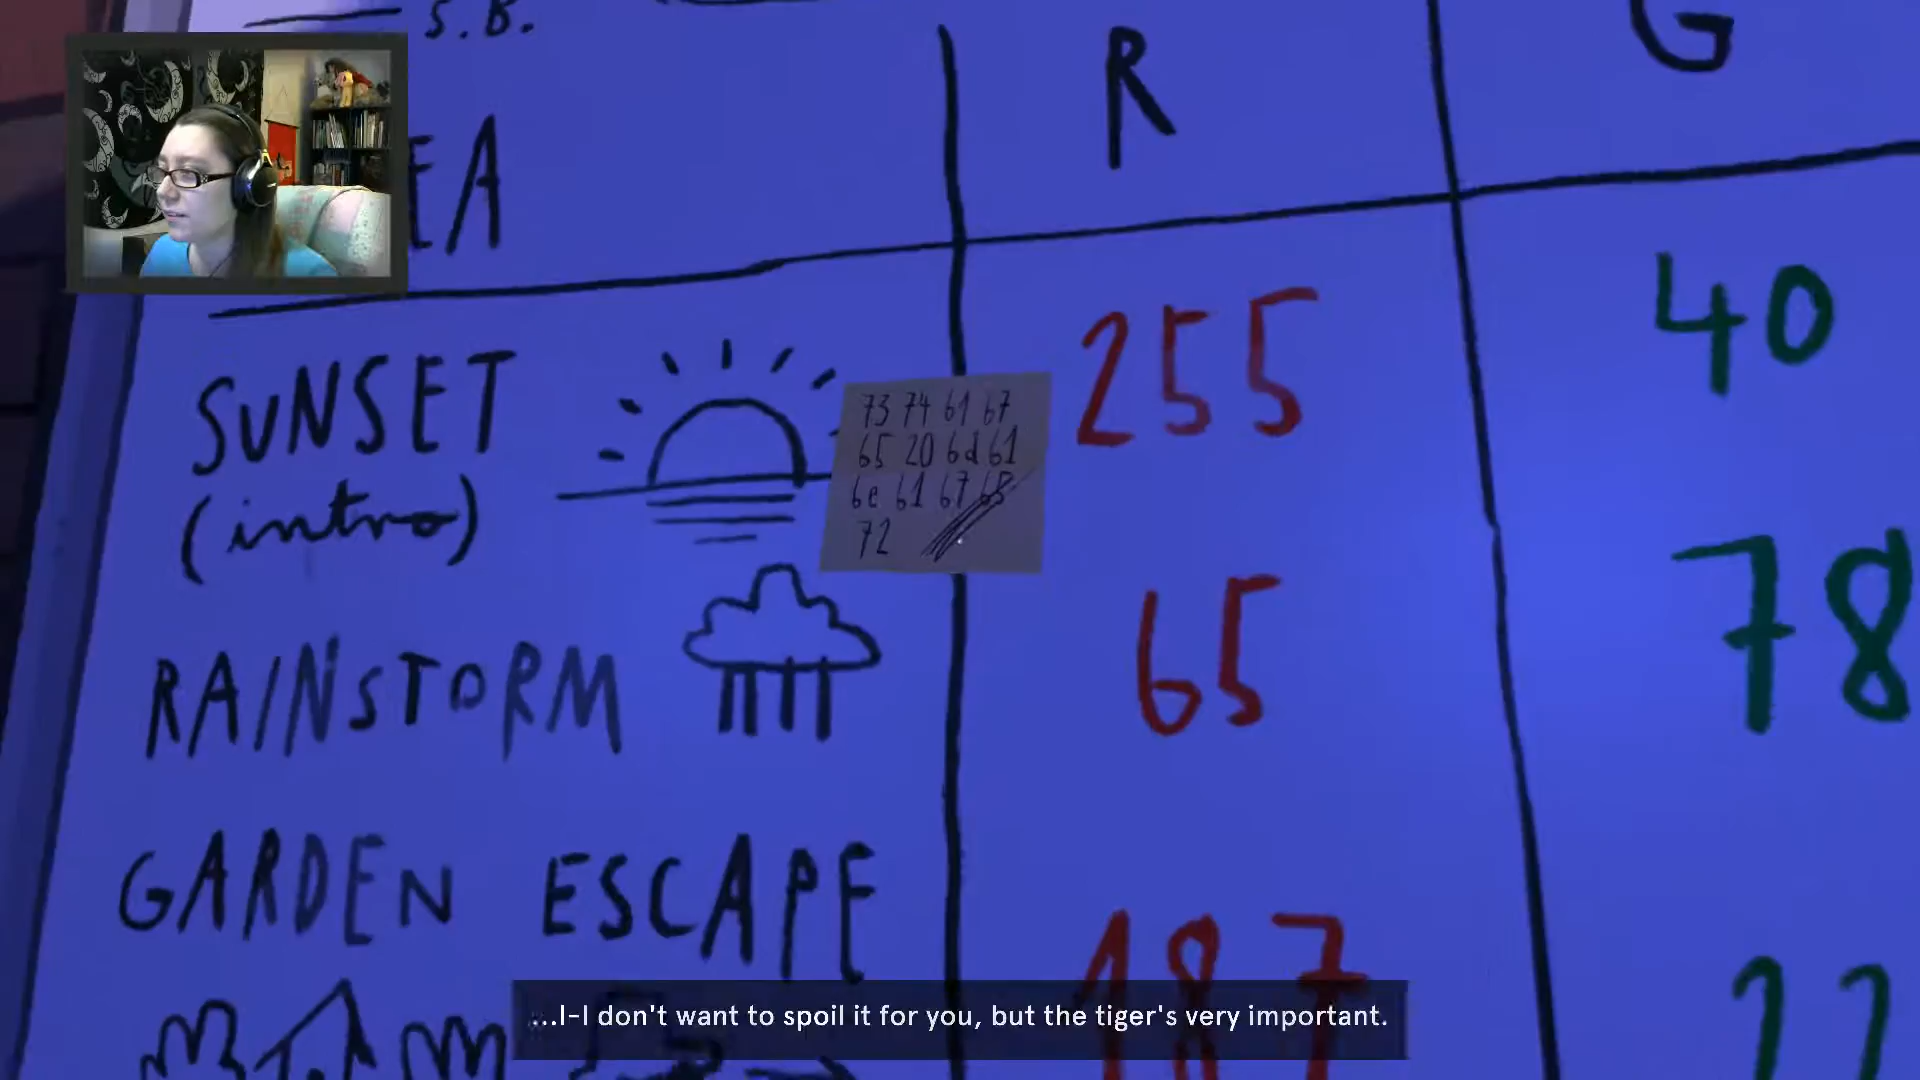 S.B.
EA
R
G
SUNSET
(intro)
255
40
73 74 61 67
65 20 6d 61
6e 61 67 65
72
RAINSTORM
65
78
GARDEN ESCAPE
187
...I-I don't want to spoil it for you, but the tiger's very important.